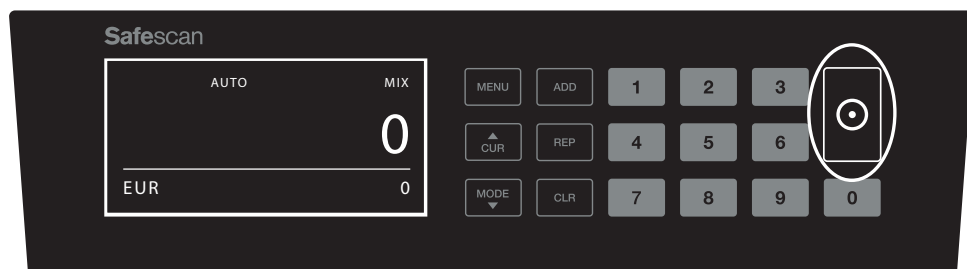 Safescan
AUTO MIX
0
EUR 0
MENU ADD 1 2 3
CUR REP 4 5 6
MODE CLR 7 8 9 0